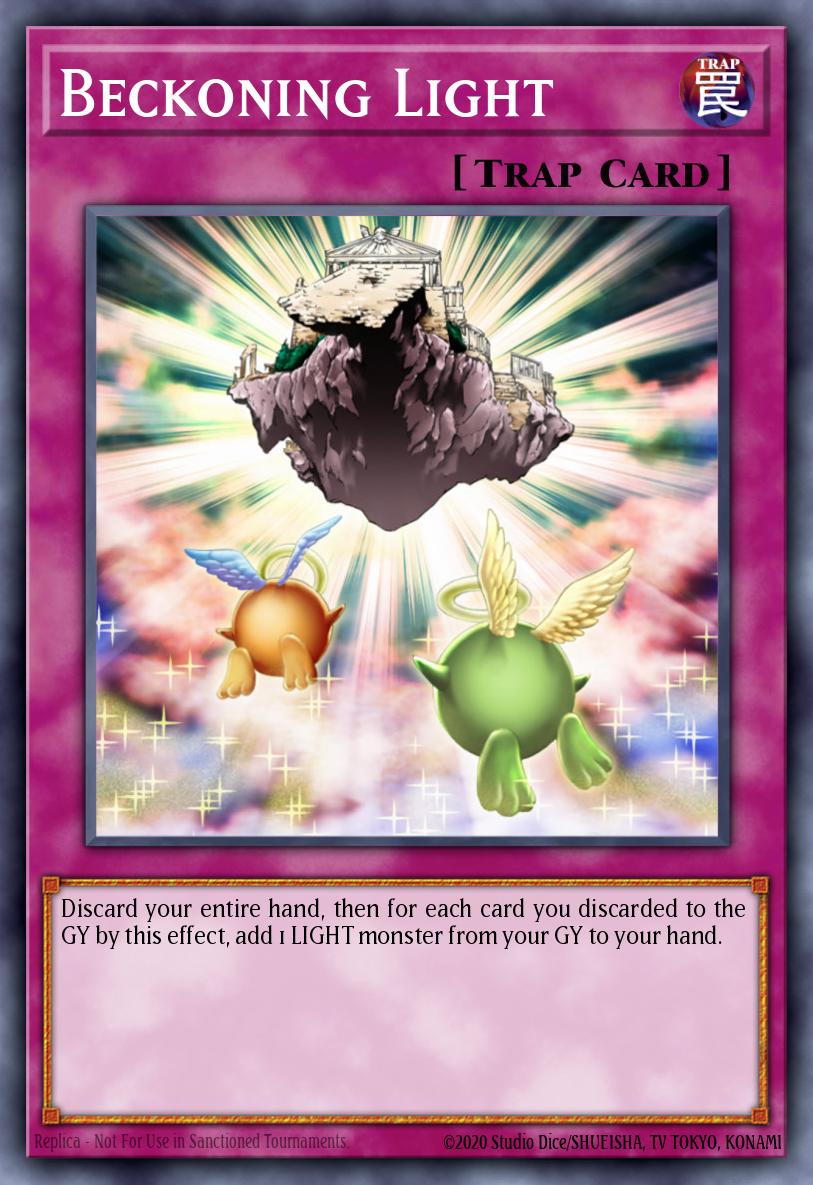 Beckoning Light
TRAP
罠
[Trap Card]
Discard your entire hand, then for each card you discarded to the
GY by this effect, add 1 LIGHT monster from your GY to your hand.
Replica - Not For Use in Sanctioned Tournaments.
©2020 Studio Dice/SHUEISHA, TV TOKYO, KONAMI